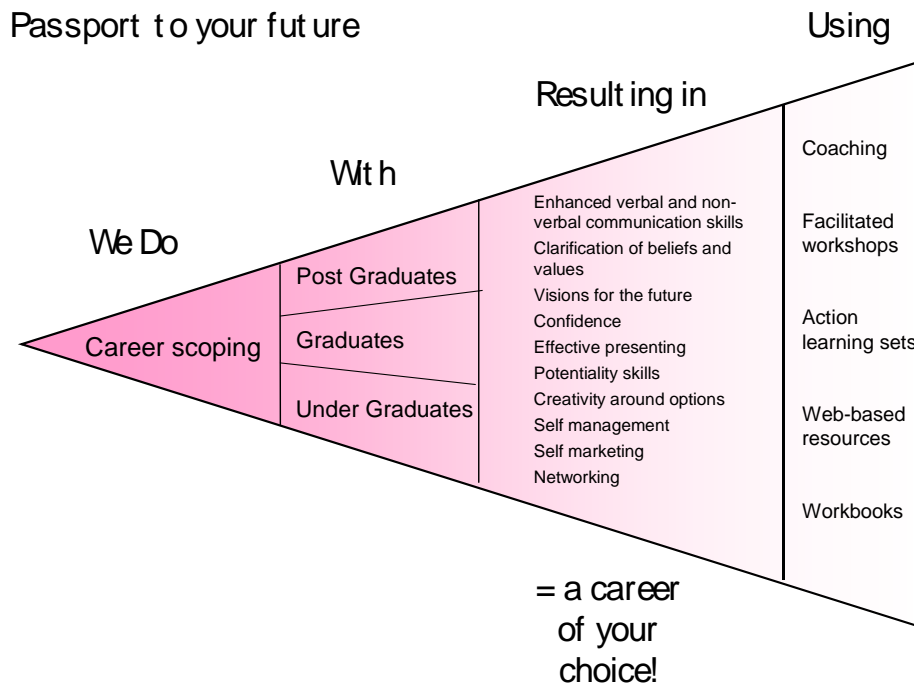 Passport to your future
Using
Resulting in
With
We Do
Career scoping
Post Graduates
Graduates
Under Graduates
Enhanced verbal and non-
verbal communication skills
Clarification of beliefs and
values
Visions for the future
Confidence
Effective presenting
Potentiality skills
Creativity around options
Self management
Self marketing
Networking
Coaching
Facilitated
workshops
Action
learning sets
Web-based
resources
Workbooks
= a career
of your
choice!